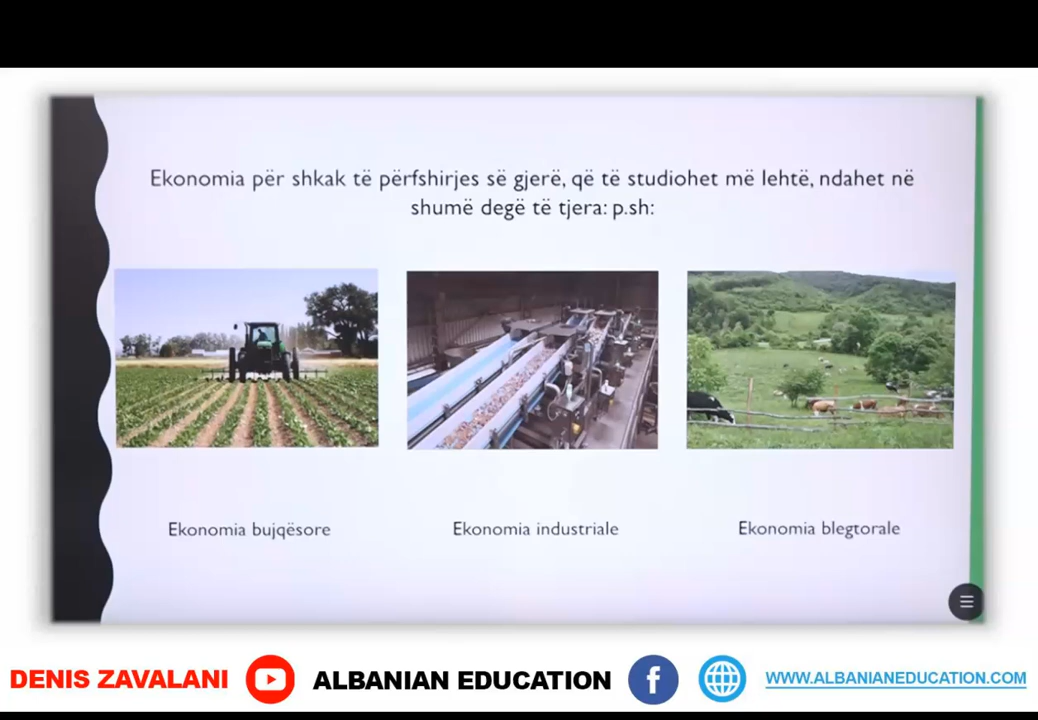 Ekonomia për shkak të përfshirjes së gjerë, që të studiohet më lehtë, ndahet në
shumë degë të tjera: p.sh:
Ekonomia bujqësore
Ekonomia industriale
Ekonomia blegtorale
DENIS ZAVALANI
ALBANIAN EDUCATION
WWW.ALBANIANEDUCATION.COM